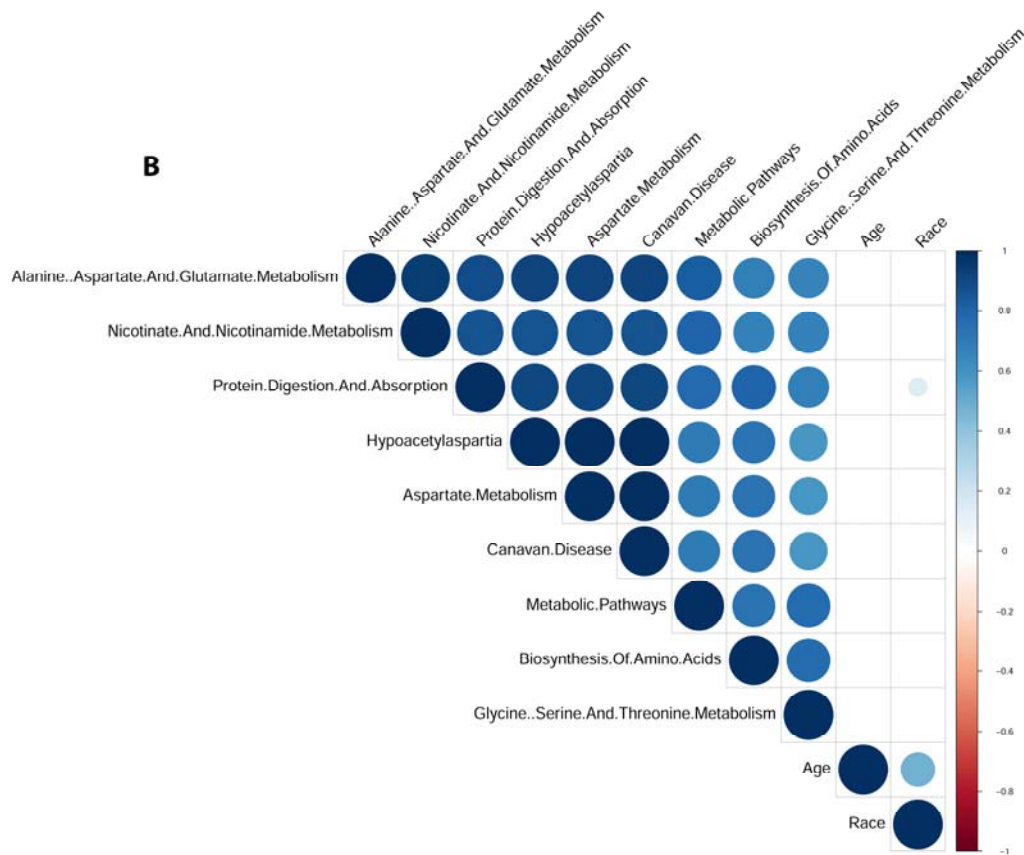 B
Alanine..Aspartate.And.Glutamate.Metabolism
Nicotinate.And.Nicotinamide.Metabolism
Protein.Digestion.And.Absorption
Hypoacetylaspartia
Aspartate.Metabolism
Canavan.Disease
Metabolic.Pathways
Biosynthesis.Of.Amino.Acids
Glycine..Serine.And.Threonine.Metabolism
Age
Race
Alanine..Aspartate.And.Glutamate.Metabolism
Nicotinate.And.Nicotinamide.Metabolism
Protein.Digestion.And.Absorption
Hypoacetylaspartia
Aspartate.Metabolism
Canavan.Disease
Metabolic.Pathways
Biosynthesis.Of.Amino.Acids
Glycine..Serine.And.Threonine.Metabolism
Age
Race
1
0.8
0.6
0.4
0.2
0
-0.2
-0.4
-0.6
-0.8
-1